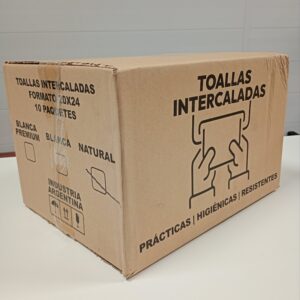 TOALLAS INTERCALADAS
FORMATO 20X24
10 PAQUETES
BLANCA
PREMIUM
BLANCA
NATURAL
INDUSTRIA
ARGENTINA
TOALLAS
INTERCALADAS
PRÁCTICAS | HIGIÉNICAS | RESISTENTES